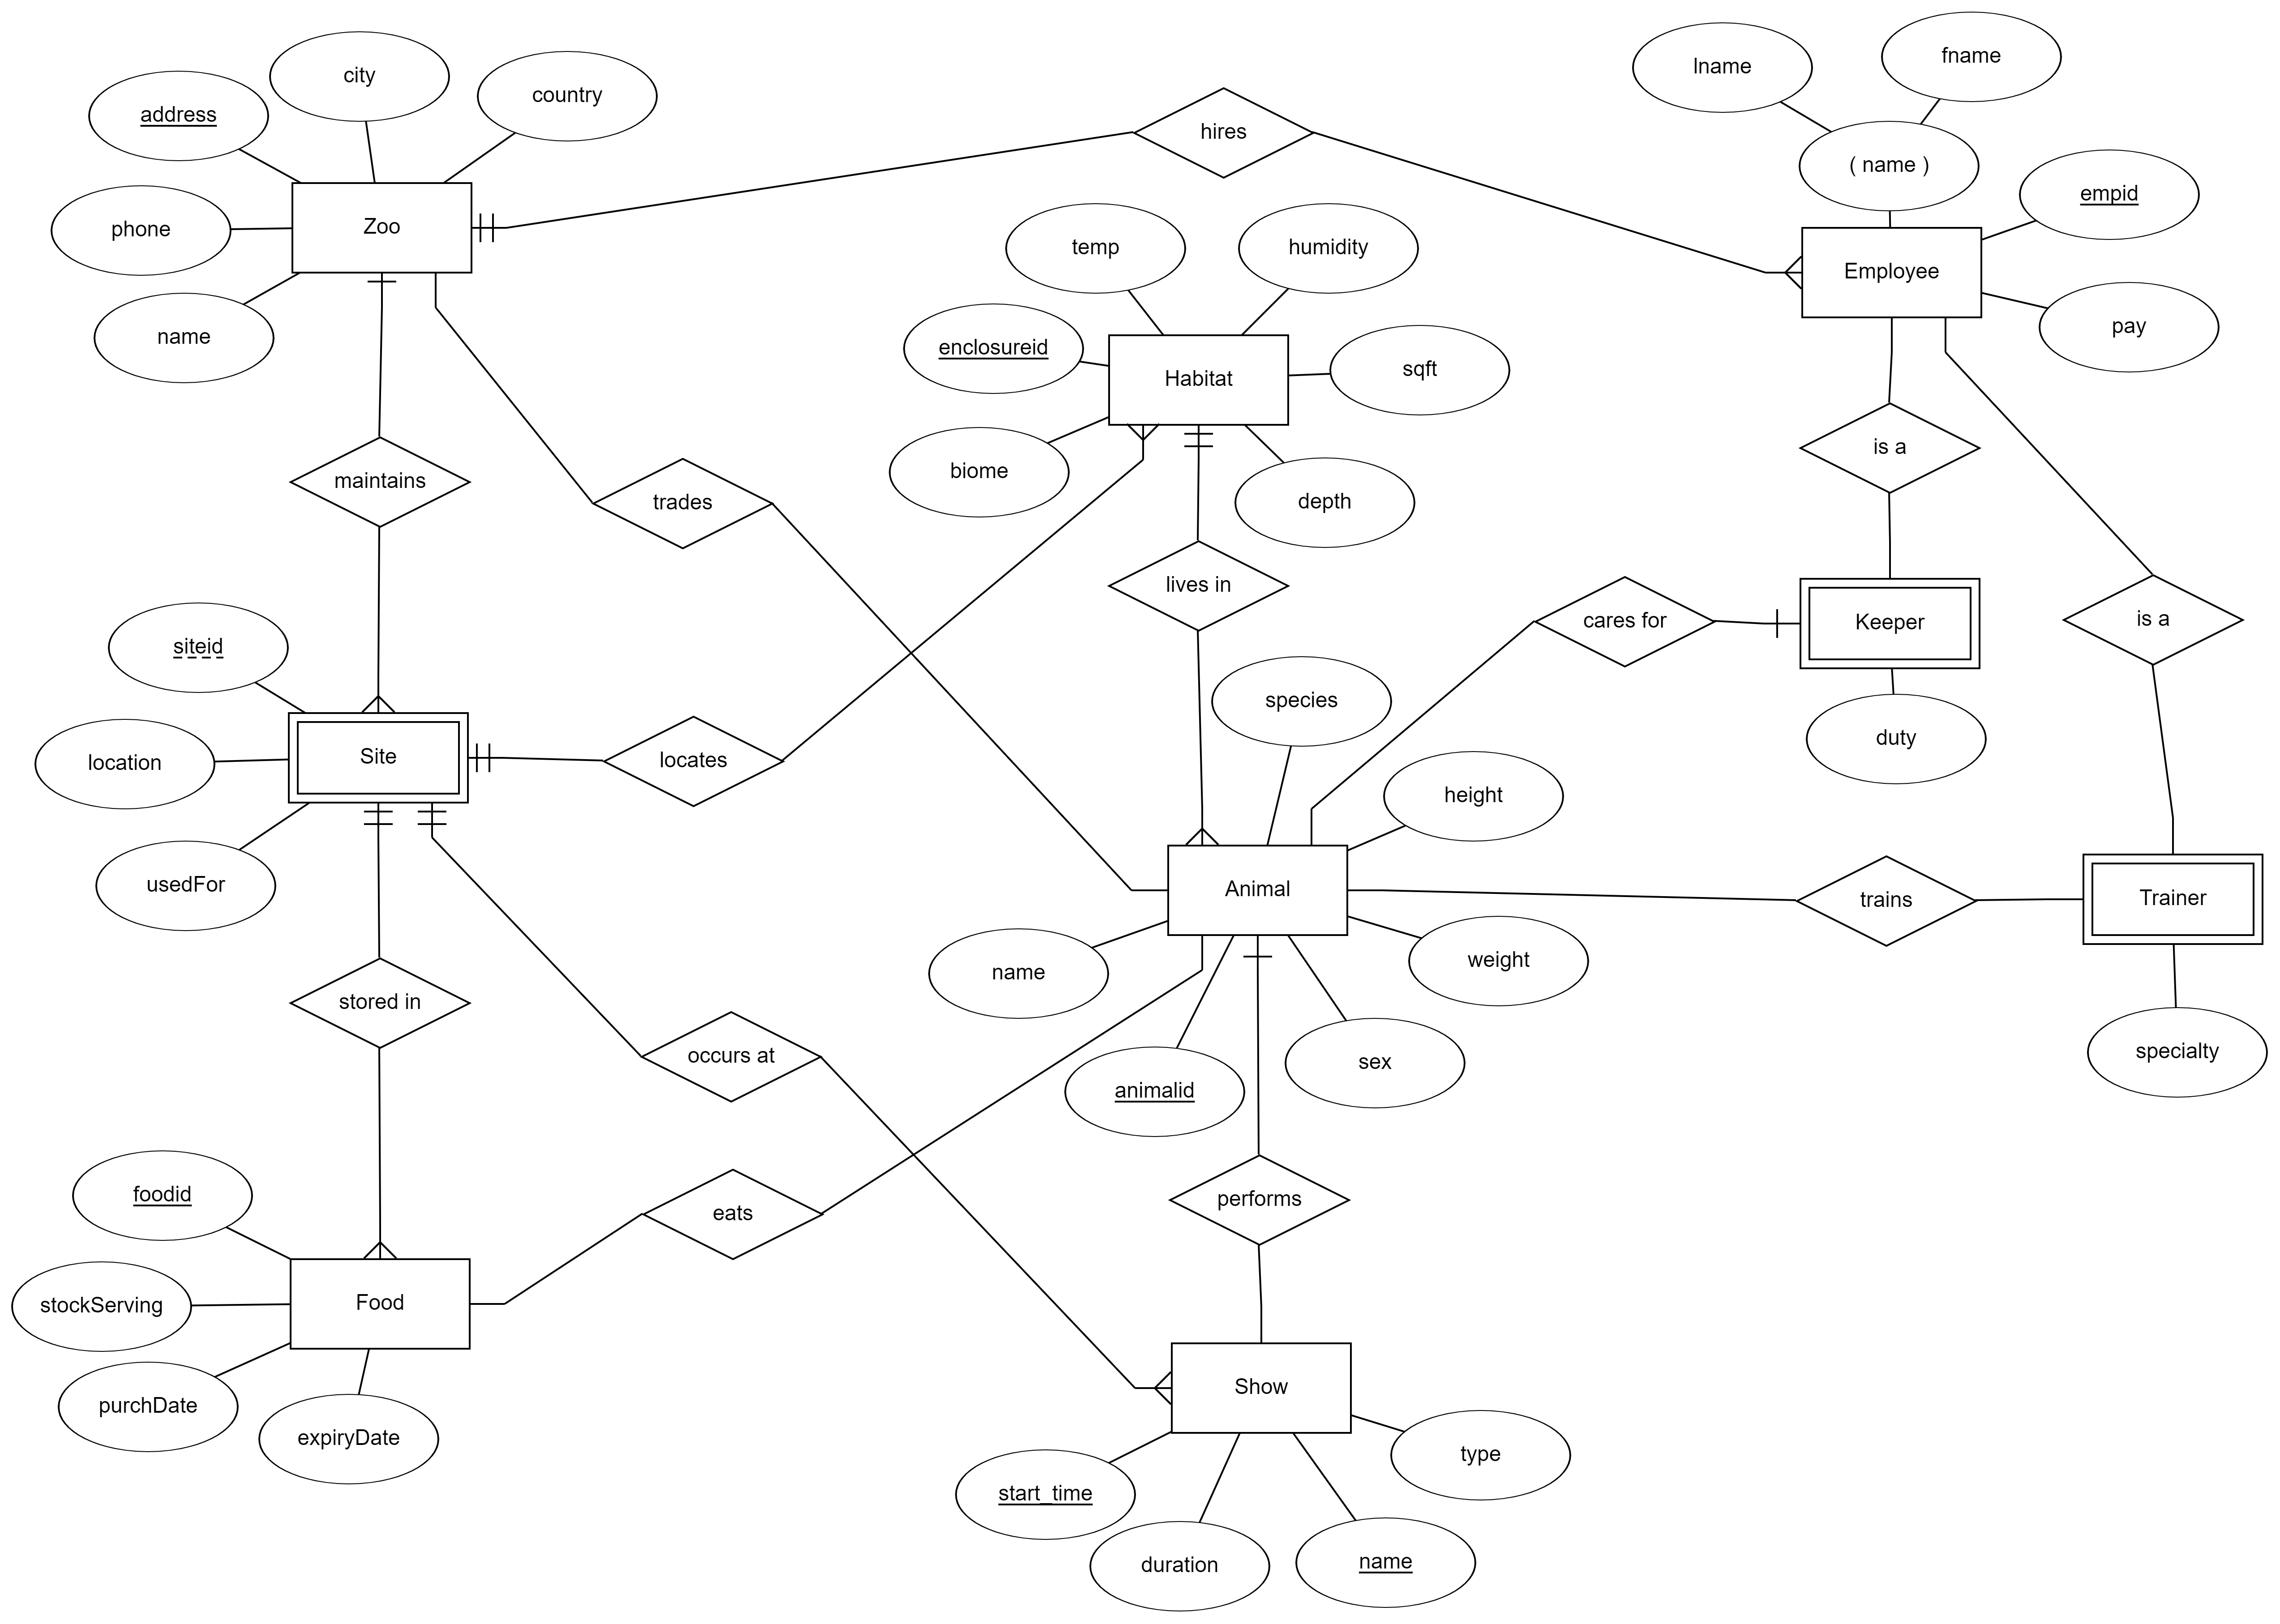 lname
fname
city
country
address
hires
( name )
empid
Zoo
phone
temp
humidity
Employee
name
enclosureid
Habitat
sqft
pay
maintains
trades
biome
depth
is a
lives in
cares for
Keeper
is a
siteid
species
location
Site
locates
duty
height
usedFor
Animal
trains
Trainer
name
weight
stored in
occurs at
sex
specialty
animalid
foodid
eats
performs
stockServing
Food
purchDate
expiryDate
Show
type
start_time
duration
name